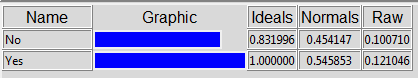 Name Graphic Ideals Normals Raw
No 0.831996 0.454147 0.100710
Yes 1.000000 0.545853 0.121046